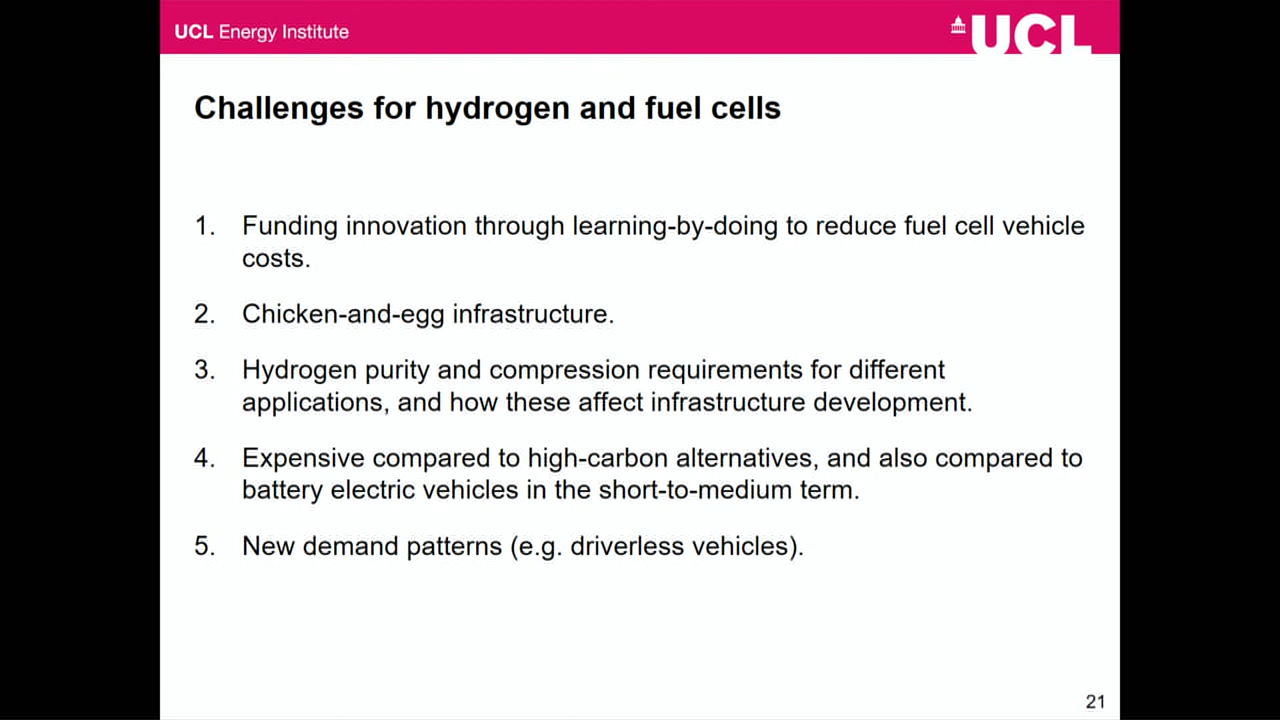 UCL Energy Institute
UCL
Challenges for hydrogen and fuel cells
1. Funding innovation through learning-by-doing to reduce fuel cell vehicle
costs.
2. Chicken-and-egg infrastructure.
3. Hydrogen purity and compression requirements for different
applications, and how these affect infrastructure development.
4. Expensive compared to high-carbon alternatives, and also compared to
battery electric vehicles in the short-to-medium term.
5. New demand patterns (e.g. driverless vehicles).
21